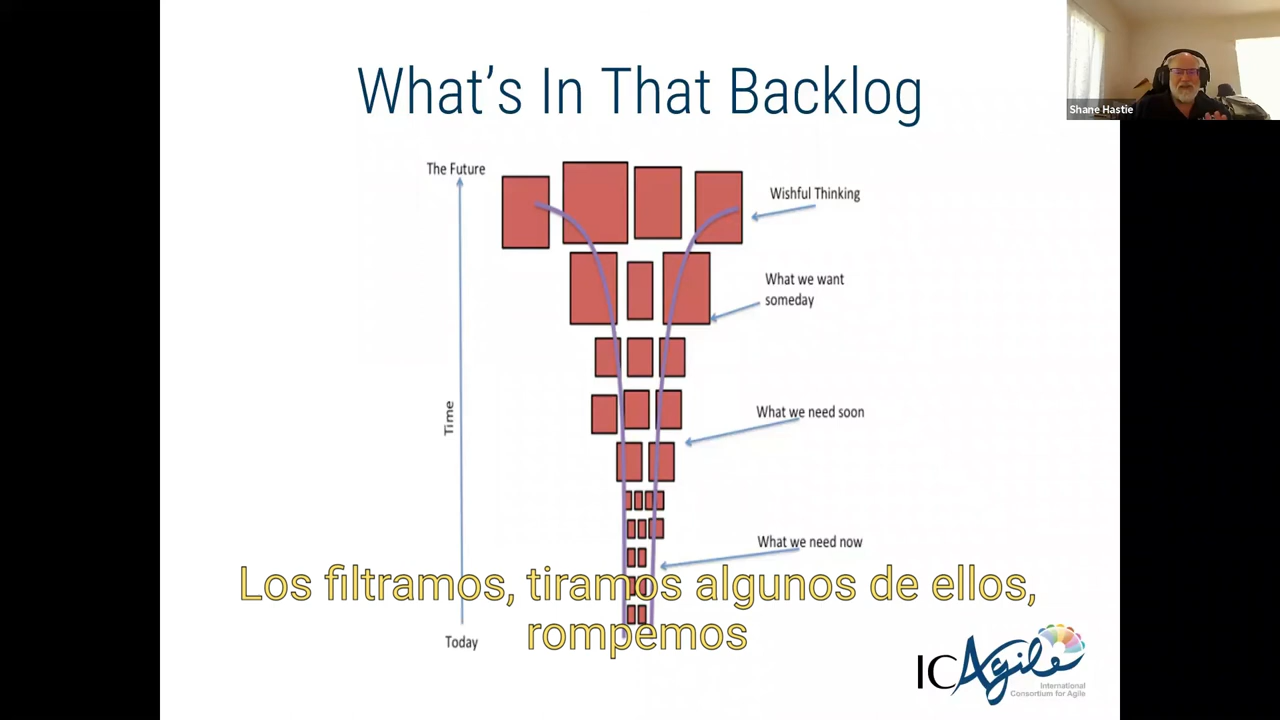 What's In That Backlog
Shane Hastie
The Future
Wishful Thinking
What we want
someday
Time
What we need soon
What we need now
Los filtramos, tiramos algunos de ellos,
rompemos
Today
ICAgile
International
Consortium for Agile